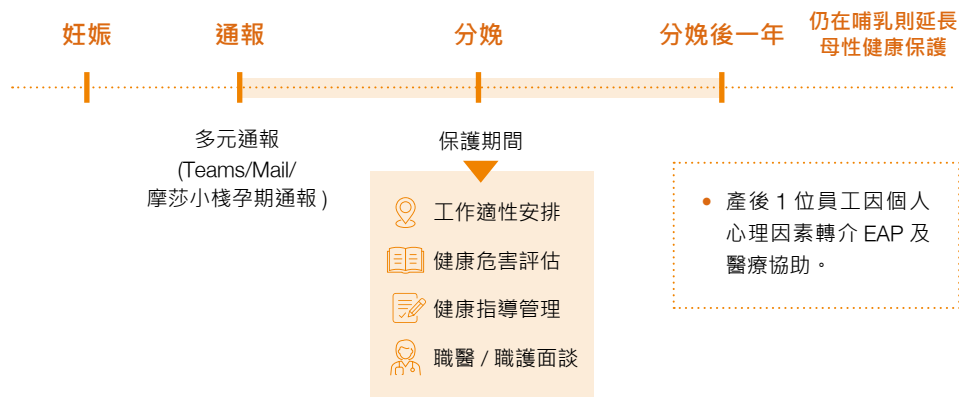 妊娠
通報
分娩
分娩後一年
仍在哺乳則延長
母性健康保護
多元通報
(Teams/Mail/
摩莎小棧孕期通報)
保護期間
工作適性安排
健康危害評估
健康指導管理
職醫 / 職護面談
• 產後 1 位員工因個人
心理因素轉介 EAP 及
醫療協助。